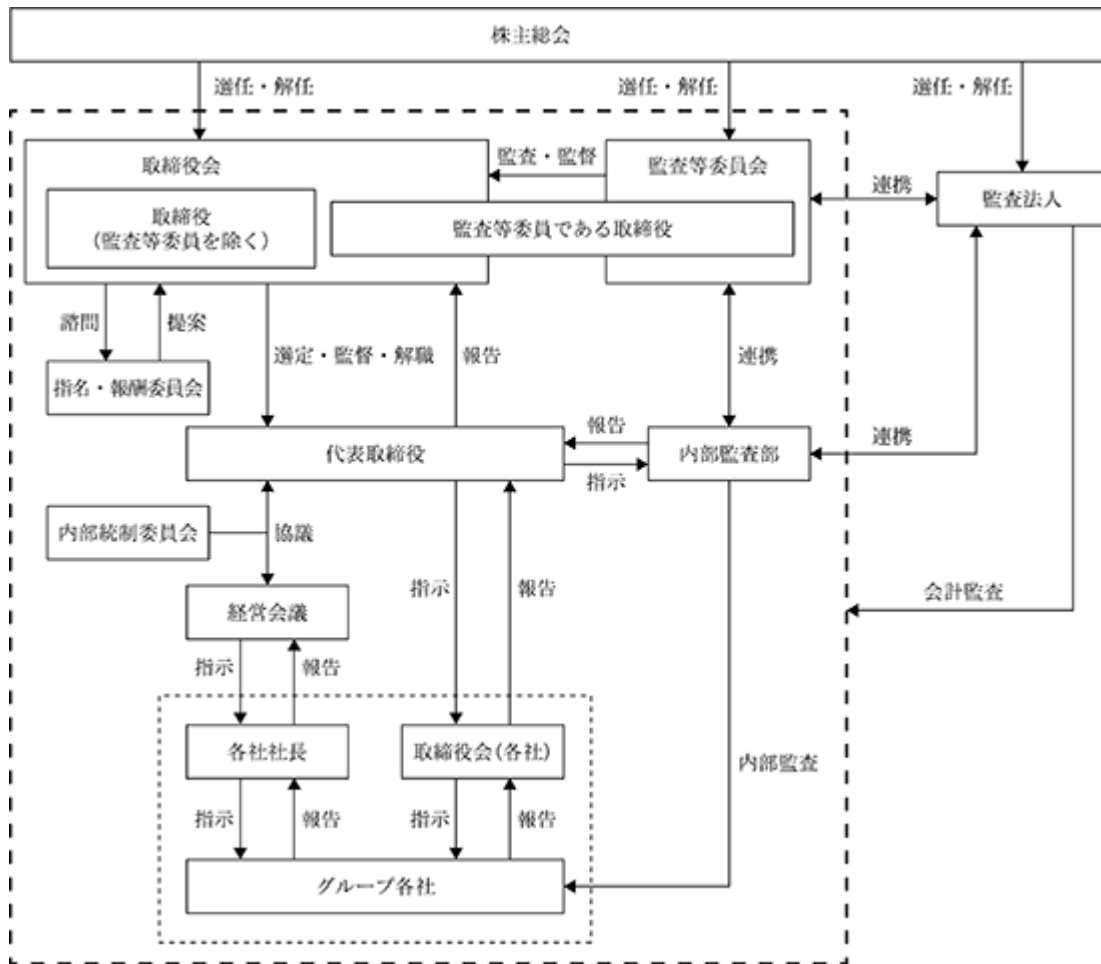 株主総会
選任・解任
選任・解任
選任・解任
取締役会
監査・監督
監査等委員会
連携
監査法人
取締役
(監査等委員を除く)
監査等委員である取締役
諮問
提案
選定・監督・解職
報告
連携
指名・報酬委員会
代表取締役
報告
指示
内部監査部
連携
内部統制委員会
協議
指示
報告
会計監査
経営会議
指示
報告
各社社長
取締役会(各社)
内部監査
指示
報告
指示
報告
グループ各社